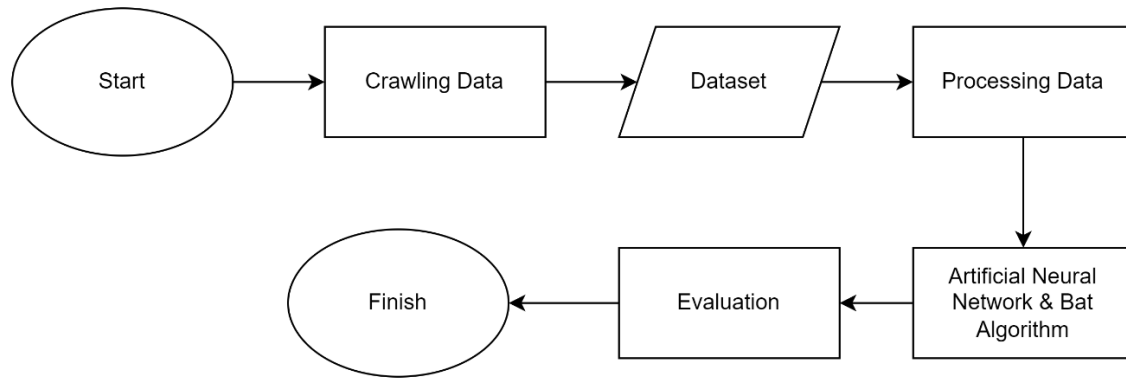 Start
Crawling Data
Dataset
Processing Data
Artificial Neural
Network & Bat
Algorithm
Evaluation
Finish